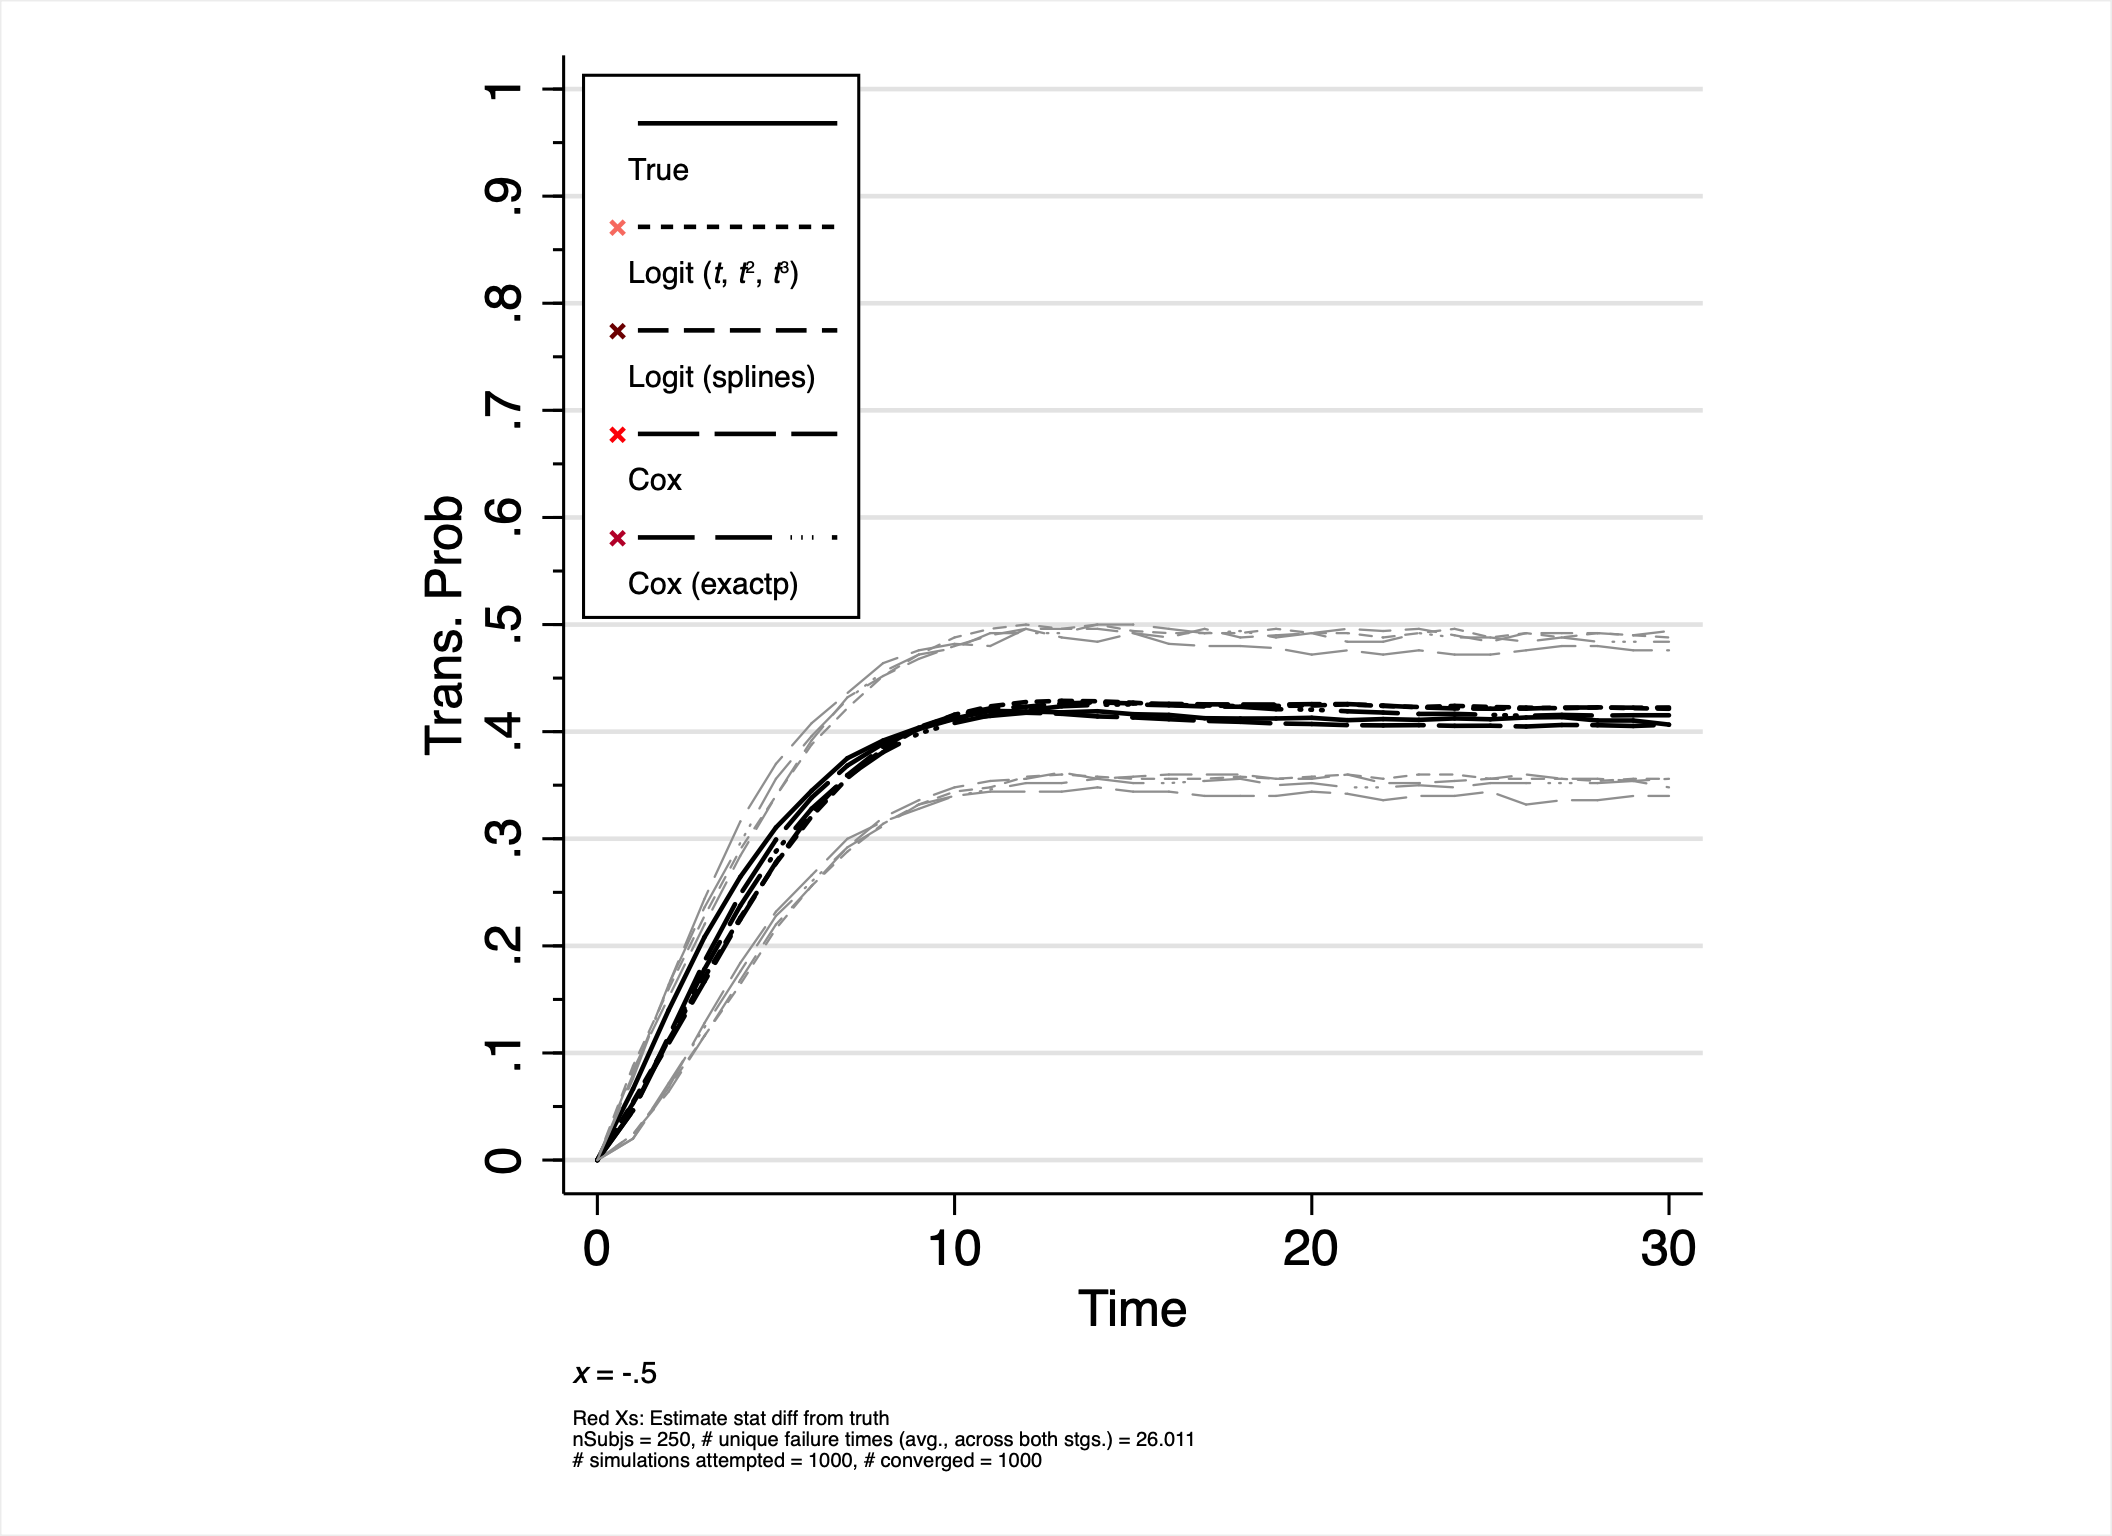 True
Logit (t, t², t³)
Logit (splines)
Cox
Cox (exactp)
Trans. Prob
1
.9
.8
.7
.6
.5
.4
.3
.2
.1
0
0 10 20 30
Time
x = -.5
Red Xs: Estimate stat diff from truth
nSubjs = 250, # unique failure times (avg., across both stgs.) = 26.011
# simulations attempted = 1000, # converged = 1000